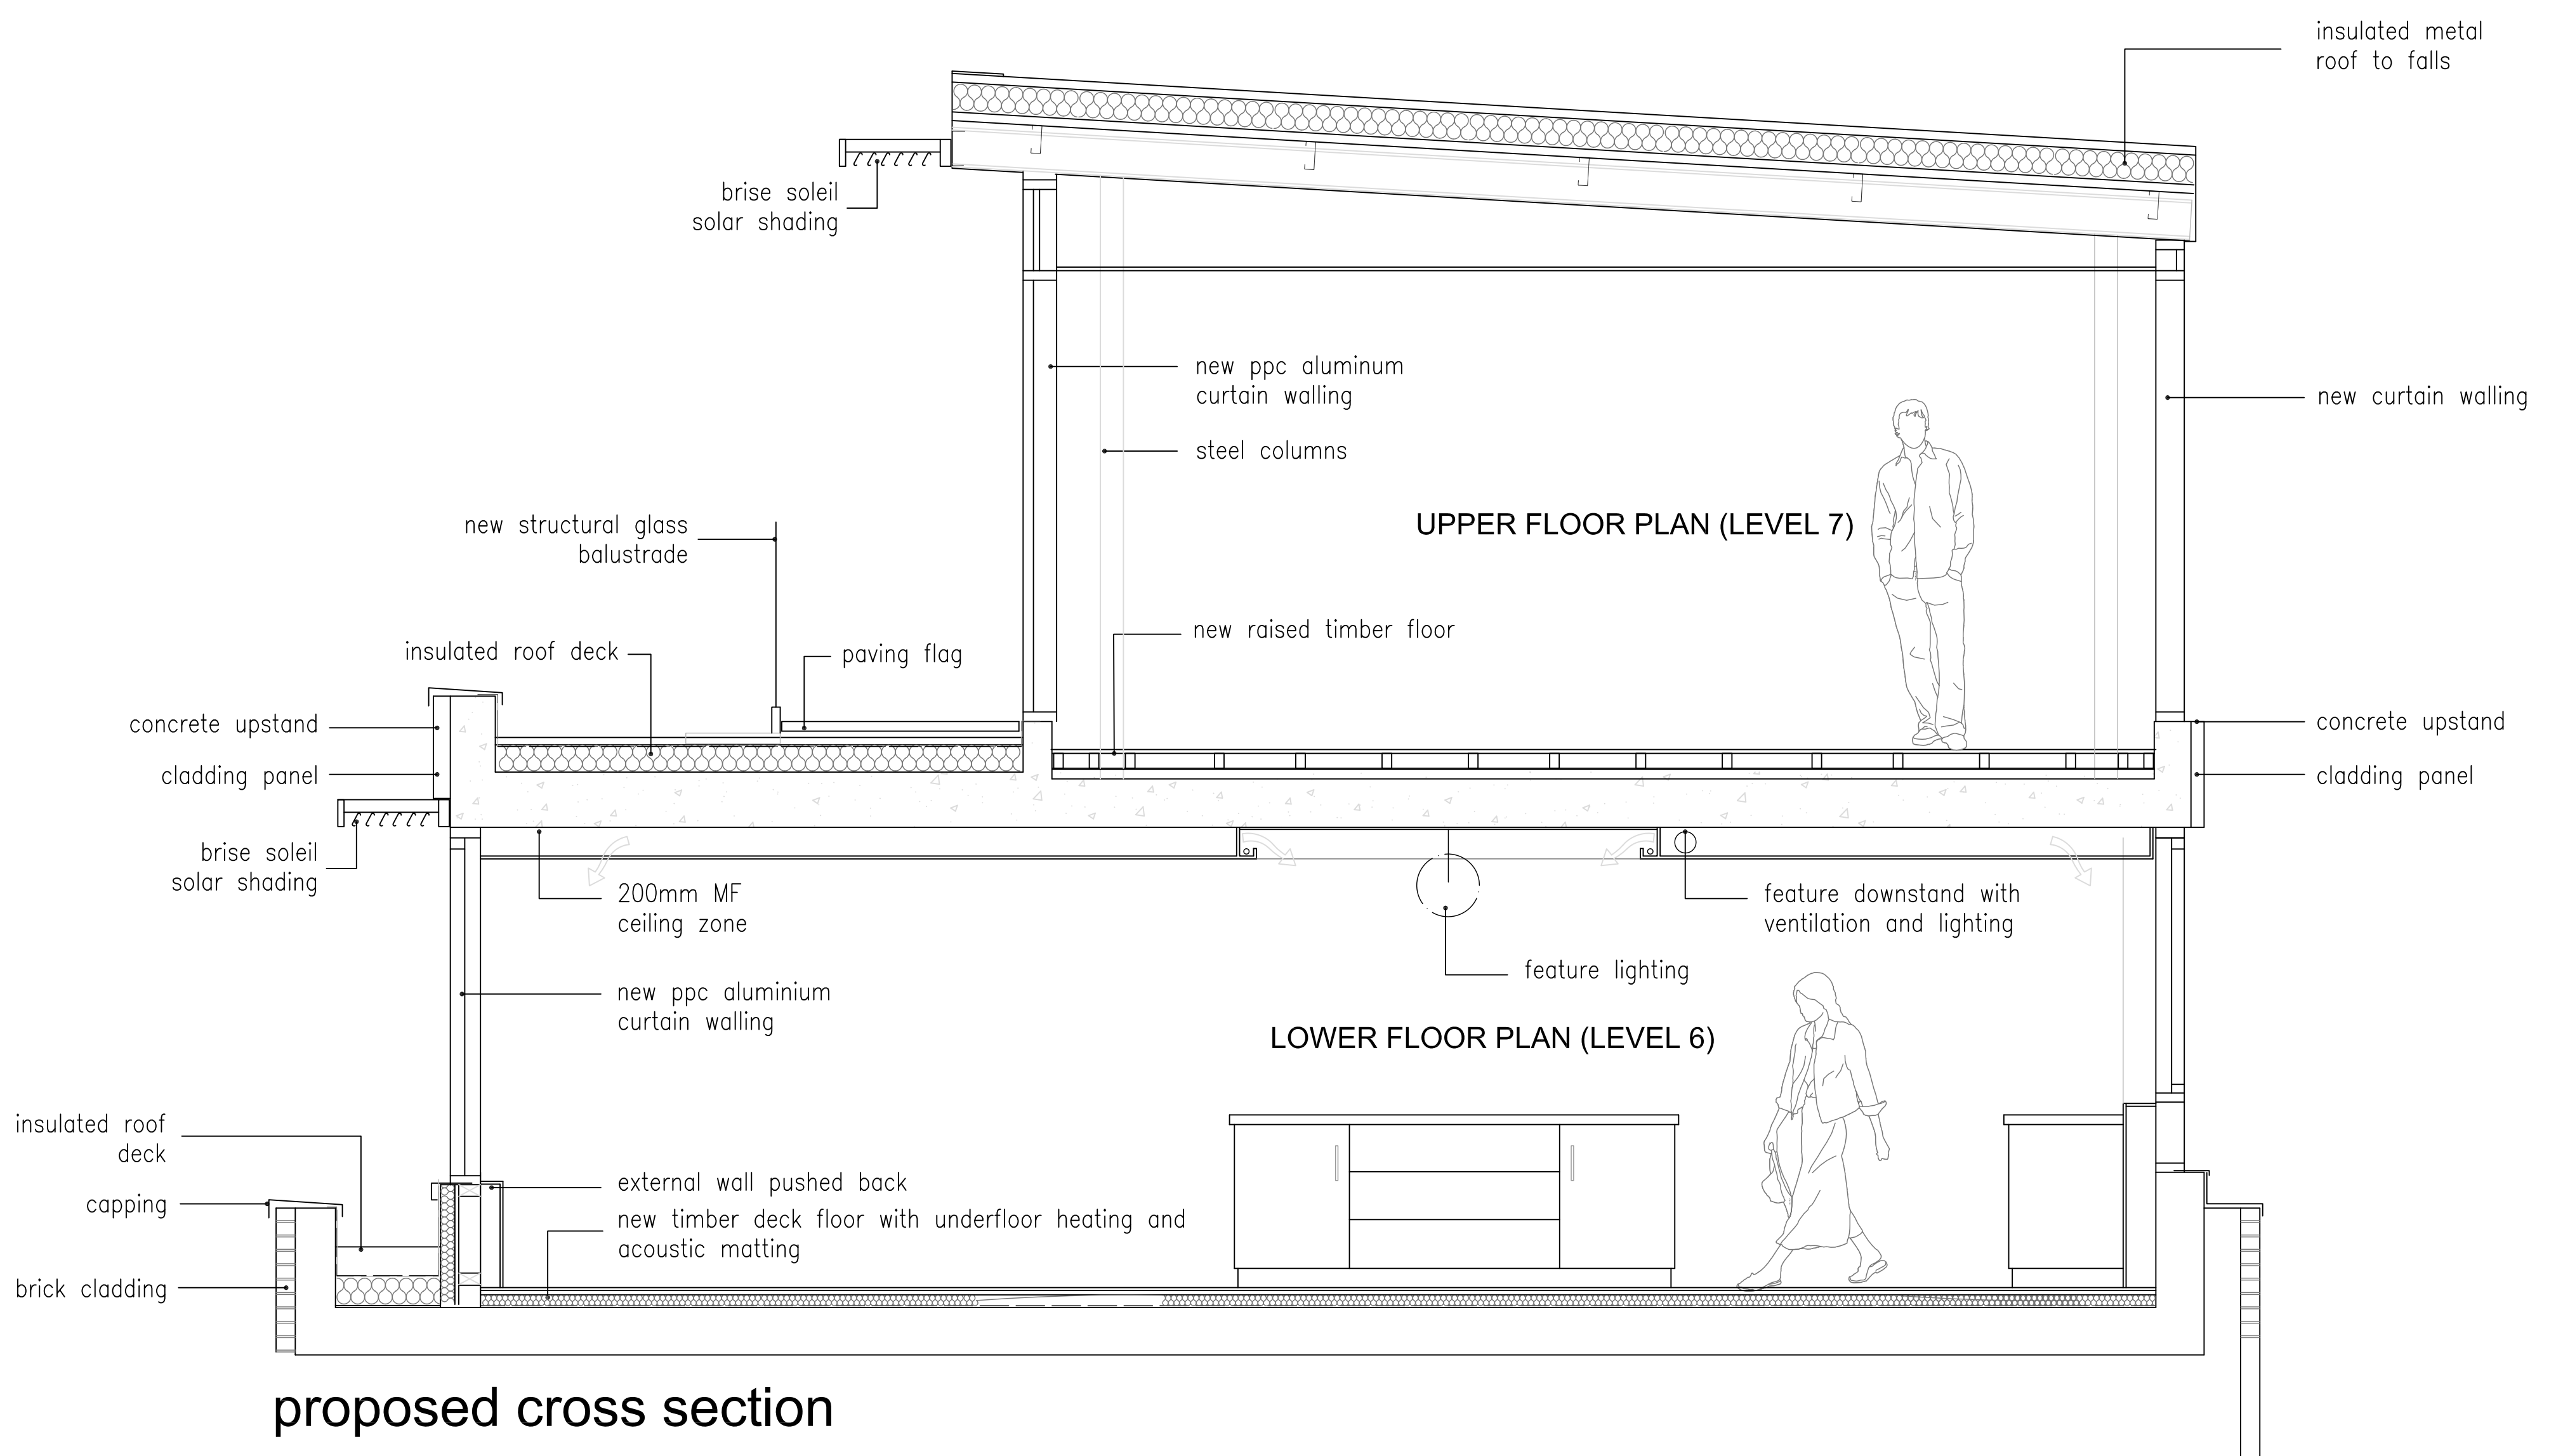 insulated metal
roof to falls
brise soleil
solar shading
new ppc aluminum
curtain walling
new curtain walling
steel columns
UPPER FLOOR PLAN (LEVEL 7)
new structural glass
balustrade
new raised timber floor
insulated roof deck
paving flag
concrete upstand
concrete upstand
cladding panel
cladding panel
brise soleil
solar shading
200mm MF
ceiling zone
feature downstand with
ventilation and lighting
feature lighting
new ppc aluminium
curtain walling
LOWER FLOOR PLAN (LEVEL 6)
insulated roof
deck
external wall pushed back
capping
new timber deck floor with underfloor heating and
acoustic matting
brick cladding
proposed cross section